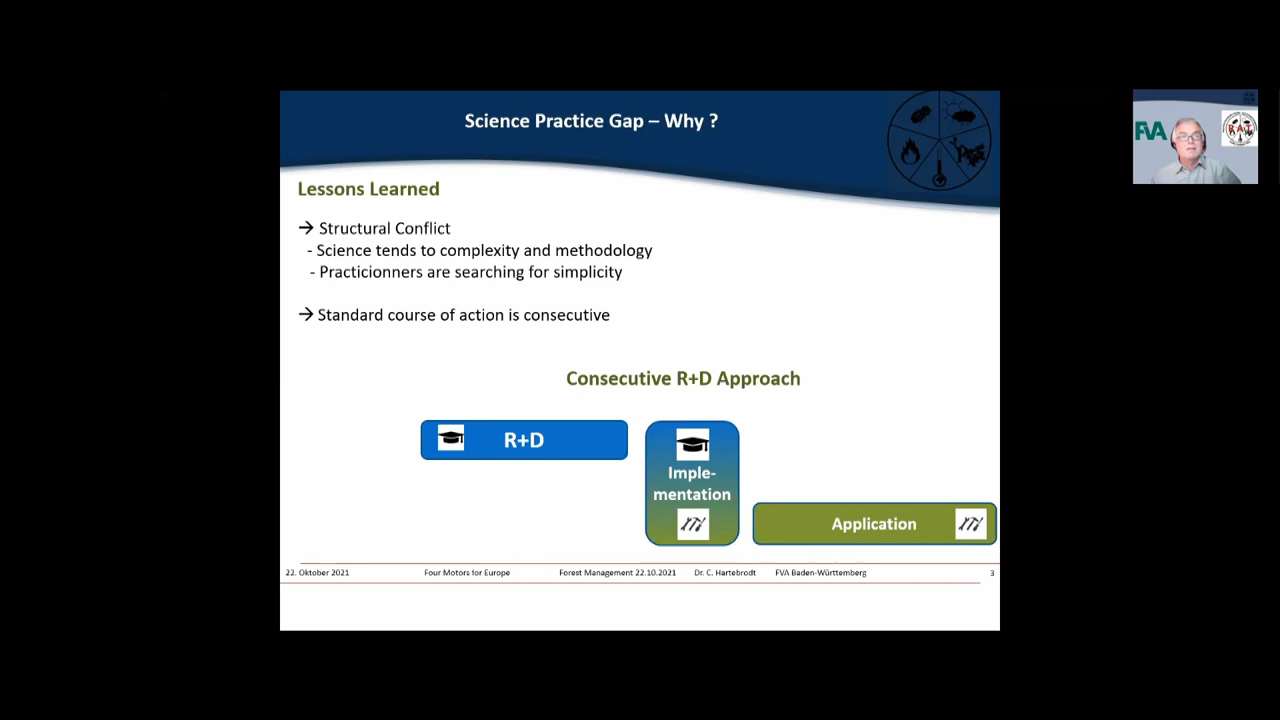 Science Practice Gap – Why ?
Lessons Learned
→ Structural Conflict
- Science tends to complexity and methodology
- Practicionners are searching for simplicity
→ Standard course of action is consecutive
Consecutive R+D Approach
R+D
Imple-
mentation
Application
22. Oktober 2021 Four Motors for Europe Forest Management 22.10.2021 Dr. C. Hartebrodt FVA Baden-Württemberg 3
FVA
RAT